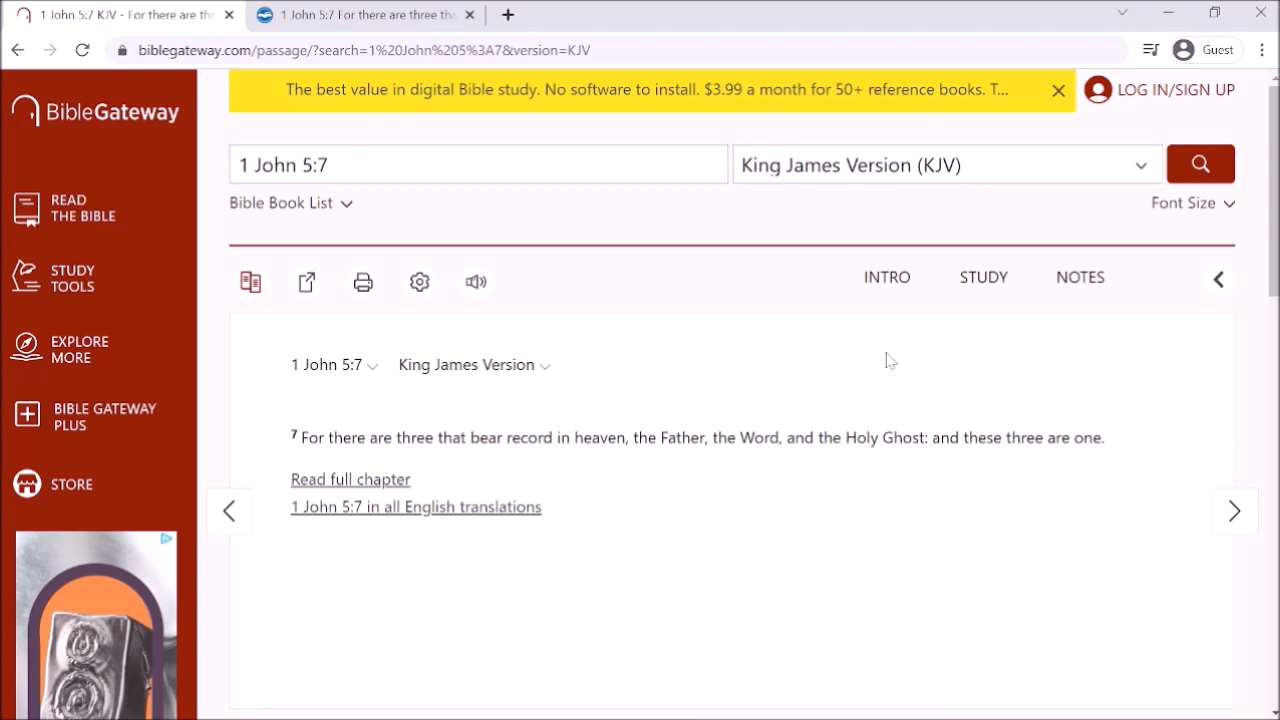 1 John 5:7 KJV - For there are th
1 John 5:7 For there are three tha
biblegateway.com/passage/?search=1%20John%205%3A7&version=KJV
Guest
BibleGateway
The best value in digital Bible study. No software to install. $3.99 a month for 50+ reference books. T...
LOG IN/SIGN UP
1 John 5:7
King James Version (KJV)
Bible Book List
Font Size
READ
THE BIBLE
STUDY
TOOLS
EXPLORE
MORE
BIBLE GATEWAY
PLUS
STORE
INTRO
STUDY
NOTES
1 John 5:7
King James Version
7 For there are three that bear record in heaven, the Father, the Word, and the Holy Ghost: and these three are one.
Read full chapter
1 John 5:7 in all English translations